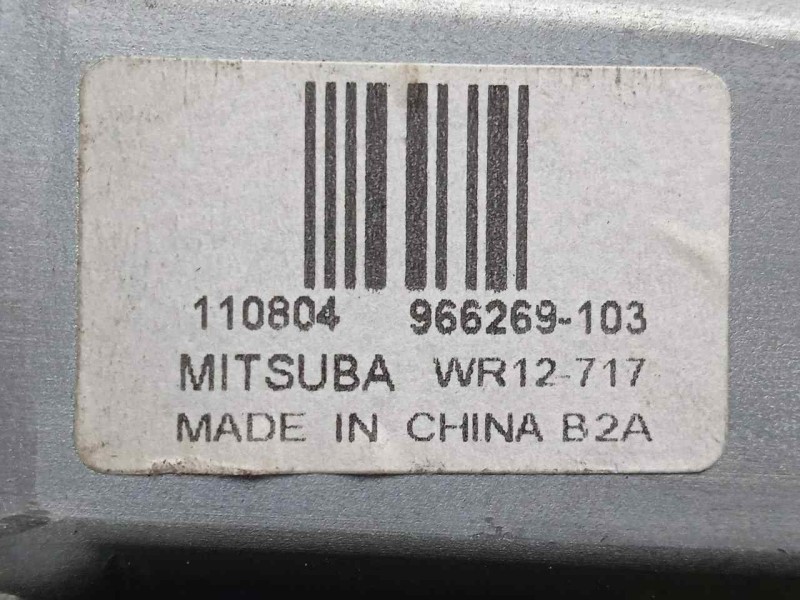 110804 966269-103
MITSUBA WR12-717
MADE IN CHINA B2A